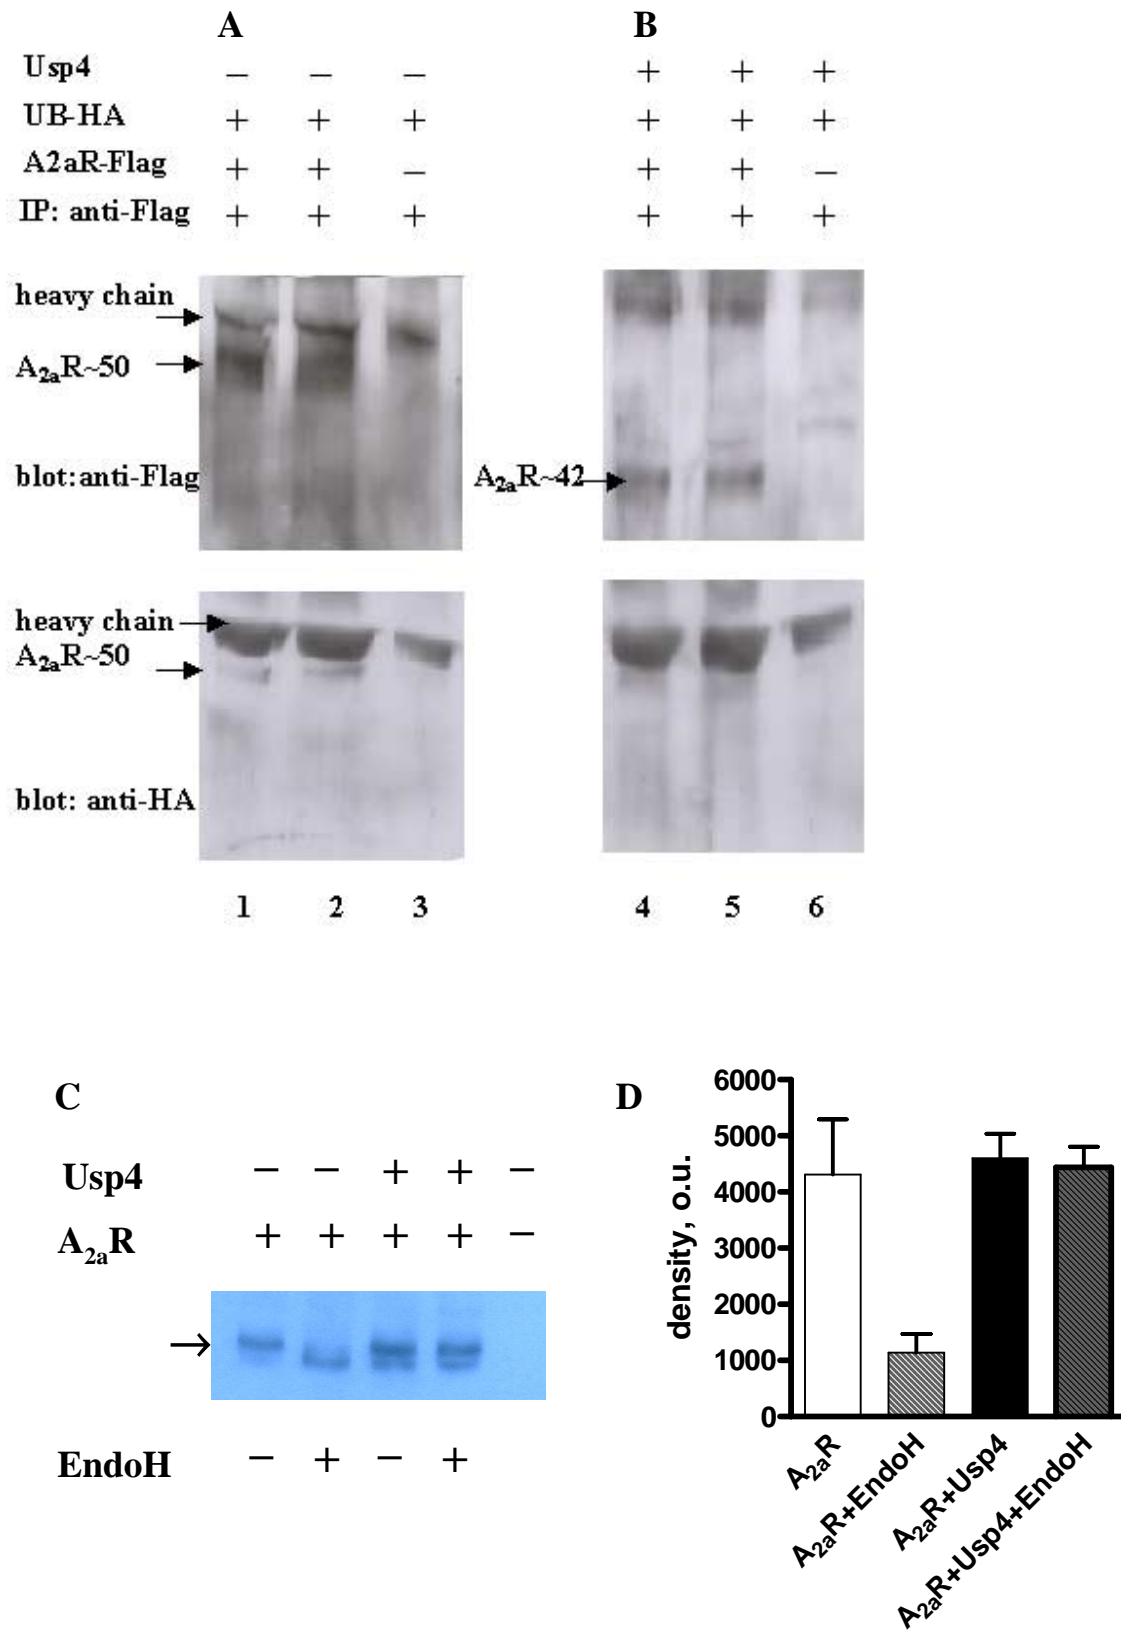 A B
Usp4 – – – + + +
UB-HA + + + + + +
A2aR-Flag + + – + + –
IP: anti-Flag + + + + + +
heavy chain
A2aR~50
blot:anti-Flag A2aR~42
heavy chain
A2aR~50
blot: anti-HA
1 2 3 4 5 6
C D
Usp4 – – + + –
A2aR + + + + –
EndoH – + – +
6000
5000
4000
3000
2000
1000
0
density, o.u.
A2aR
A2aR+EndoH
A2aR+Usp4
A2aR+Usp4+EndoH